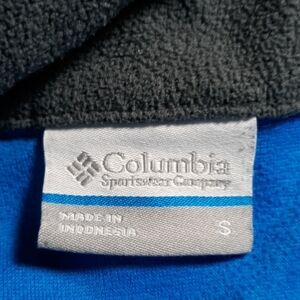 Columbia
Sportswear Company
MADE IN
INDONESIA
S